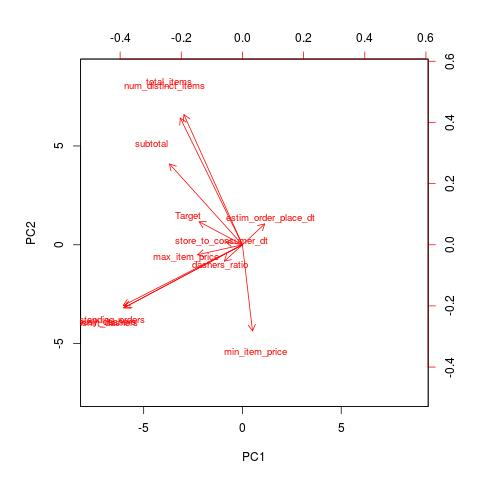 -0.4 -0.2 0.0 0.2 0.4 0.6
total_items
num_distinct_items
subtotal
Target
estim_order_place_dt
store_to_consumer_dt
max_item_price
dashers_ratio
min_item_price
5
0
-5
PC2
0.6
0.4
0.2
0.0
-0.2
-0.4
-5 0 5
PC1